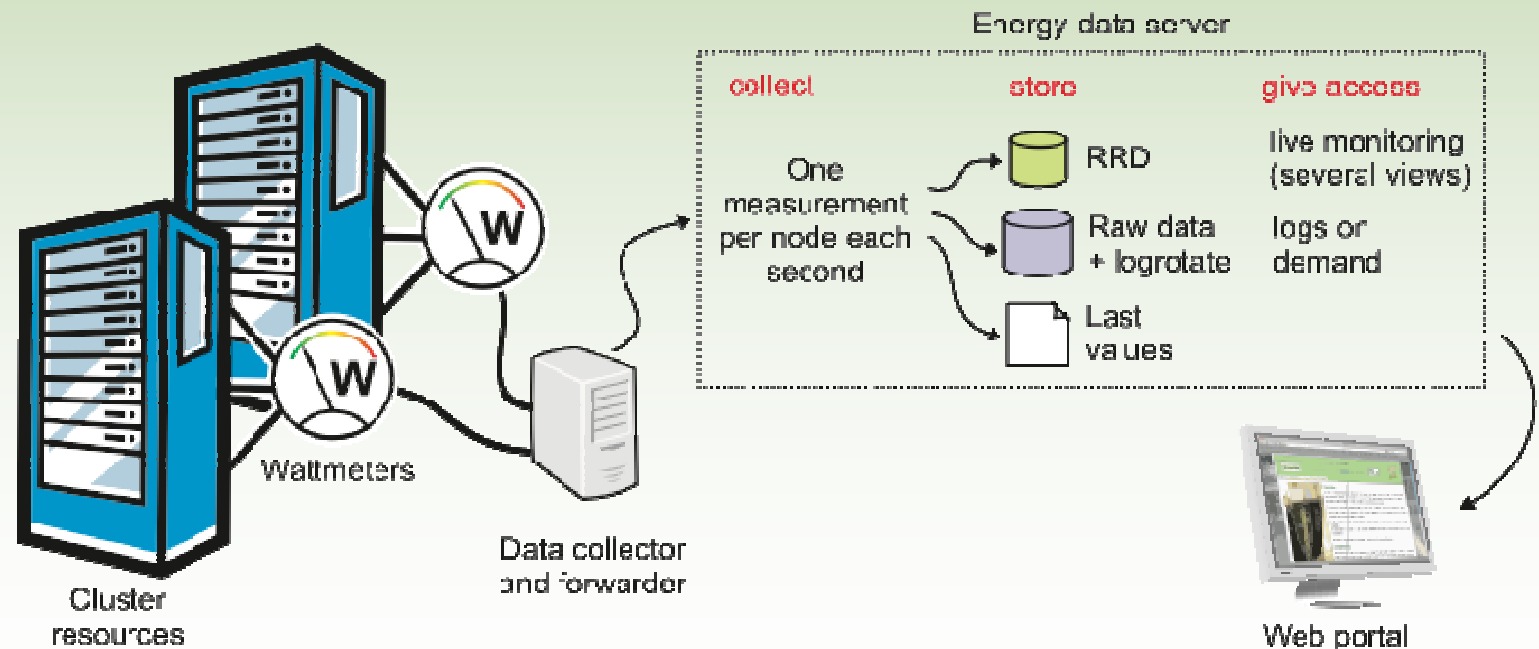 Energy data server
collect
store
give access
One
measurement
per node each
second
RRD
live monitoring
(several views)
Raw data
+ logrotate
logs or
demand
Last
values
W
W
Wattmeters
Data collector
and forwarder
Cluster
resources
Web portal